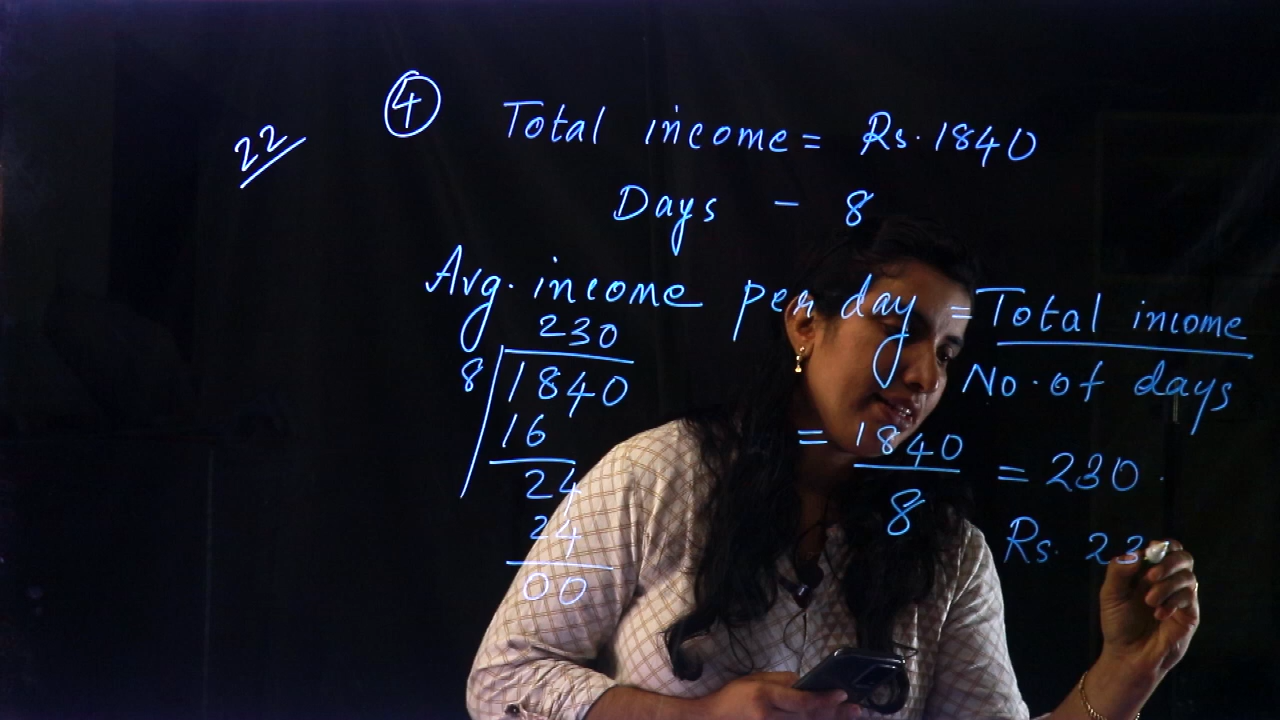 22
4 Total income = Rs. 1840
Days - 8
Avg. income per day = Total income
No. of days
230
8 1840
16
24
24
00
= 1840
8
= 230.
Rs. 23